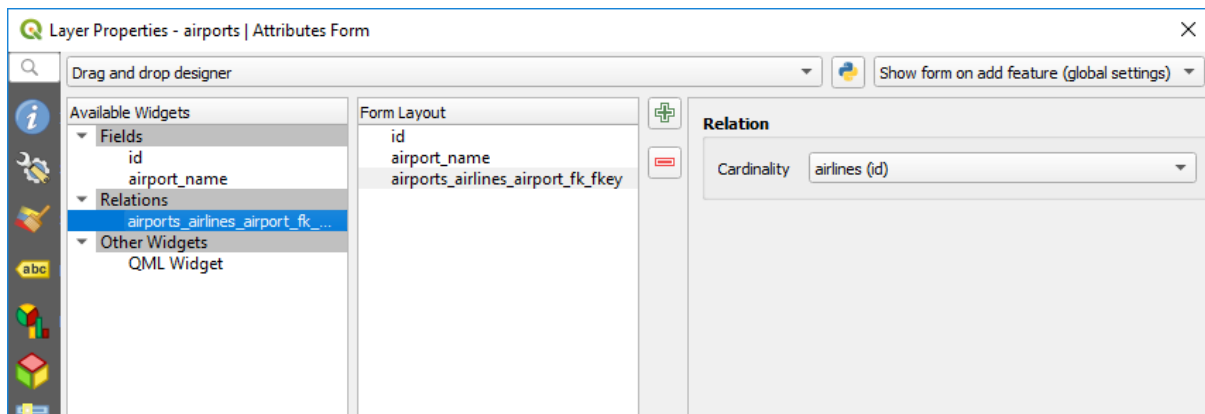 Layer Properties - airports | Attributes Form
Drag and drop designer
Show form on add feature (global settings)
Available Widgets
Fields
id
airport_name
Relations
airports_airlines_airport_fk_...
Other Widgets
QML Widget
Form Layout
id
airport_name
airports_airlines_airport_fk_fkey
Relation
Cardinality airlines (id)
abc